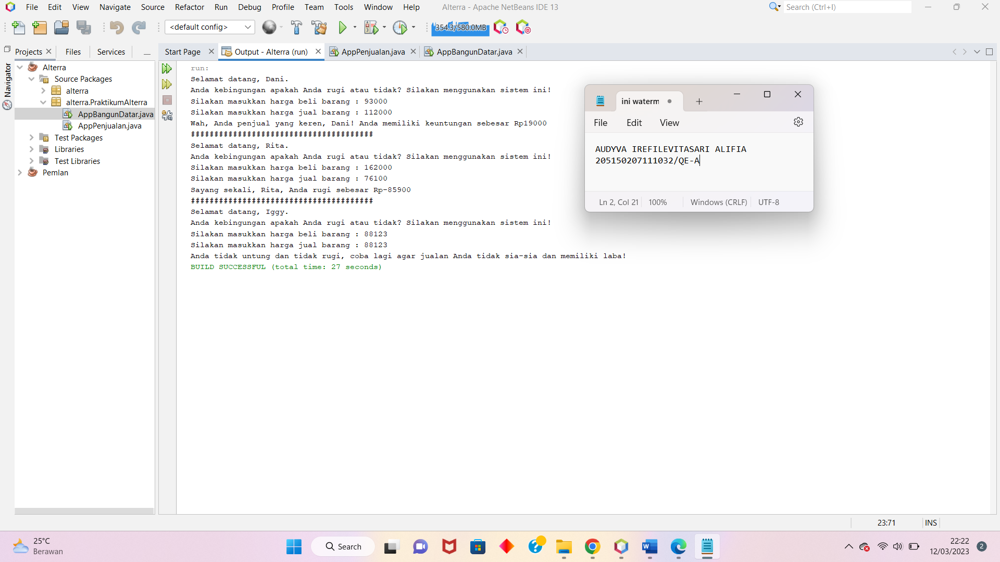 File Edit View Navigate Source Refactor Run Debug Profile Team Tools Window Help Alterra - Apache NetBeans IDE 13 Search (Ctrl+I)
<default config> 354.3/580.0MB
Projects Files Services Start Page Output - Alterra (run) AppPenjualan.java AppBangunDatar.java
Navigator
Alterra
Source Packages
alterra
alterra.PraktikumAlterra
AppBangunDatar.java
AppPenjualan.java
Test Packages
Libraries
Test Libraries
Pemlan
run:
Selamat datang, Dani.
Anda kebingungan apakah Anda rugi atau tidak? Silakan menggunakan sistem ini!
Silakan masukkan harga beli barang : 93000
Silakan masukkan harga jual barang : 112000
Wah, Anda penjual yang keren, Dani! Anda memiliki keuntungan sebesar Rp19000
#######################################
Selamat datang, Rita.
Anda kebingungan apakah Anda rugi atau tidak? Silakan menggunakan sistem ini!
Silakan masukkan harga beli barang : 162000
Silakan masukkan harga jual barang : 76100
Sayang sekali, Rita, Anda rugi sebesar Rp-85900
#######################################
Selamat datang, Iggy.
Anda kebingungan apakah Anda rugi atau tidak? Silakan menggunakan sistem ini!
Silakan masukkan harga beli barang : 88123
Silakan masukkan harga jual barang : 88123
Anda tidak untung dan tidak rugi, coba lagi agar jualan Anda tidak sia-sia dan memiliki laba!
BUILD SUCCESSFUL (total time: 27 seconds)
ini waterm
File Edit View
AUDYVA IREFILEVITASARI ALIFIA
205150207111032/QE-A
Ln 2, Col 21 100% Windows (CRLF) UTF-8
23:71 INS
25°C
Berawan
Search
22:22
12/03/2023
2